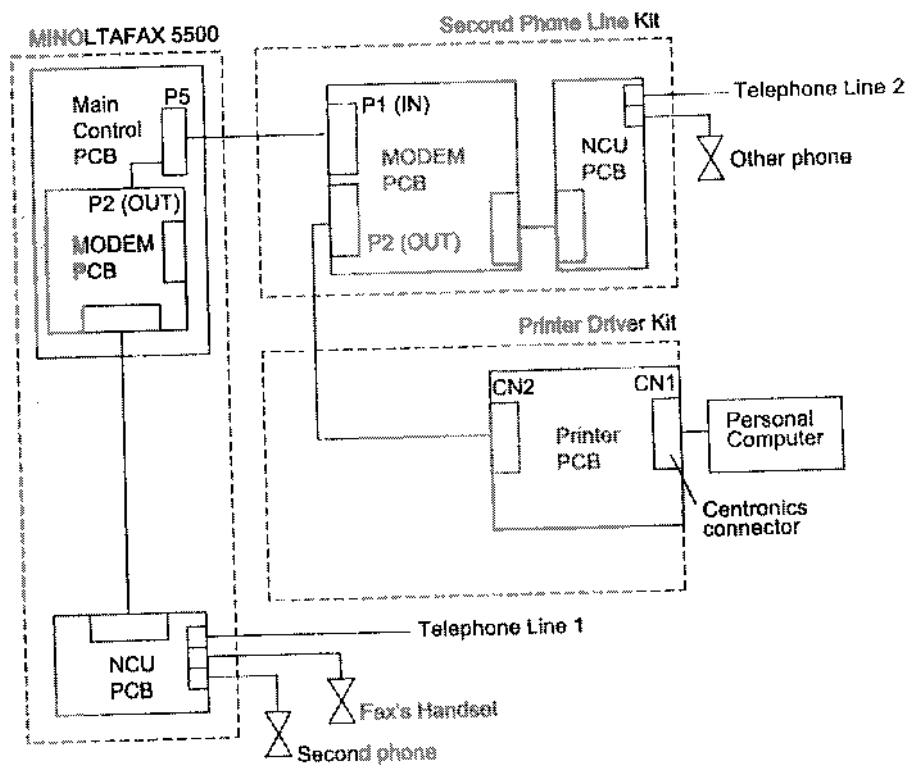 MINOLTAFAX 5500
Main
Control
PCB
P5
P2 (OUT)
MODEM
PCB
NCU
PCB
Telephone Line 1
Fax's Handset
Second phone
Second Phone Line Kit
P1 (IN)
MODEM
PCB
P2 (OUT)
NCU
PCB
Telephone Line 2
Other phone
Printer Driver Kit
CN2
CN1
Printer
PCB
Personal
Computer
Centronics
connector